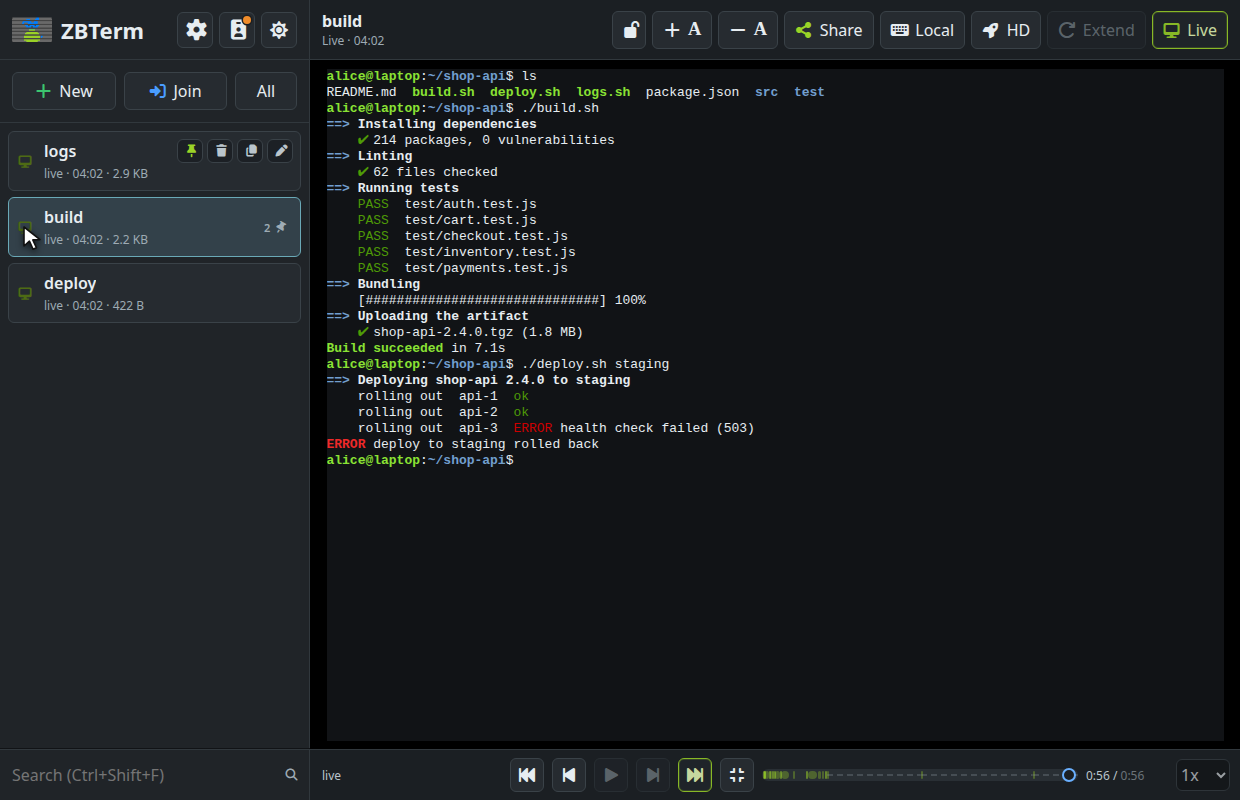 ZBTerm
build
Live · 04:02
+ A
− A
Share
Local
HD
Extend
Live
New
Join
All
logs
live · 04:02 · 2.9 KB
build
live · 04:02 · 2.2 KB
2
deploy
live · 04:02 · 422 B
alice@laptop:~/shop-api$ ls
README.md  build.sh  deploy.sh  logs.sh  package.json  src  test
alice@laptop:~/shop-api$ ./build.sh
==> Installing dependencies
    ✔ 214 packages, 0 vulnerabilities
==> Linting
    ✔ 62 files checked
==> Running tests
    PASS  test/auth.test.js
    PASS  test/cart.test.js
    PASS  test/checkout.test.js
    PASS  test/inventory.test.js
    PASS  test/payments.test.js
==> Bundling
    [##############################] 100%
==> Uploading the artifact
    ✔ shop-api-2.4.0.tgz (1.8 MB)
Build succeeded in 7.1s
alice@laptop:~/shop-api$ ./deploy.sh staging
==> Deploying shop-api 2.4.0 to staging
    rolling out  api-1  ok
    rolling out  api-2  ok
    rolling out  api-3  ERROR health check failed (503)
ERROR deploy to staging rolled back
alice@laptop:~/shop-api$
Search (Ctrl+Shift+F)
live
0:56 / 0:56
1x